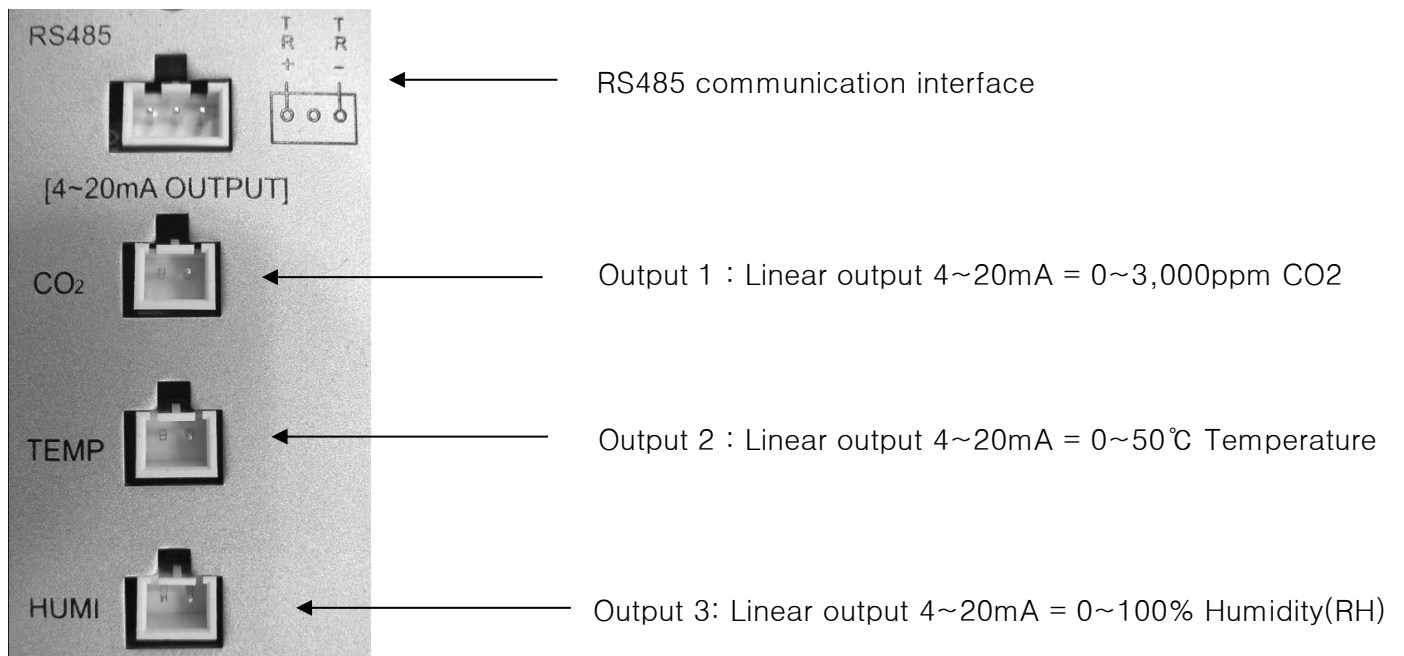 RS485
TR+ TR-
RS485 communication interface
[4~20mA OUTPUT]
CO₂
Output 1 : Linear output 4~20mA = 0~3,000ppm CO2
TEMP
Output 2 : Linear output 4~20mA = 0~50℃ Temperature
HUMI
Output 3: Linear output 4~20mA = 0~100% Humidity(RH)